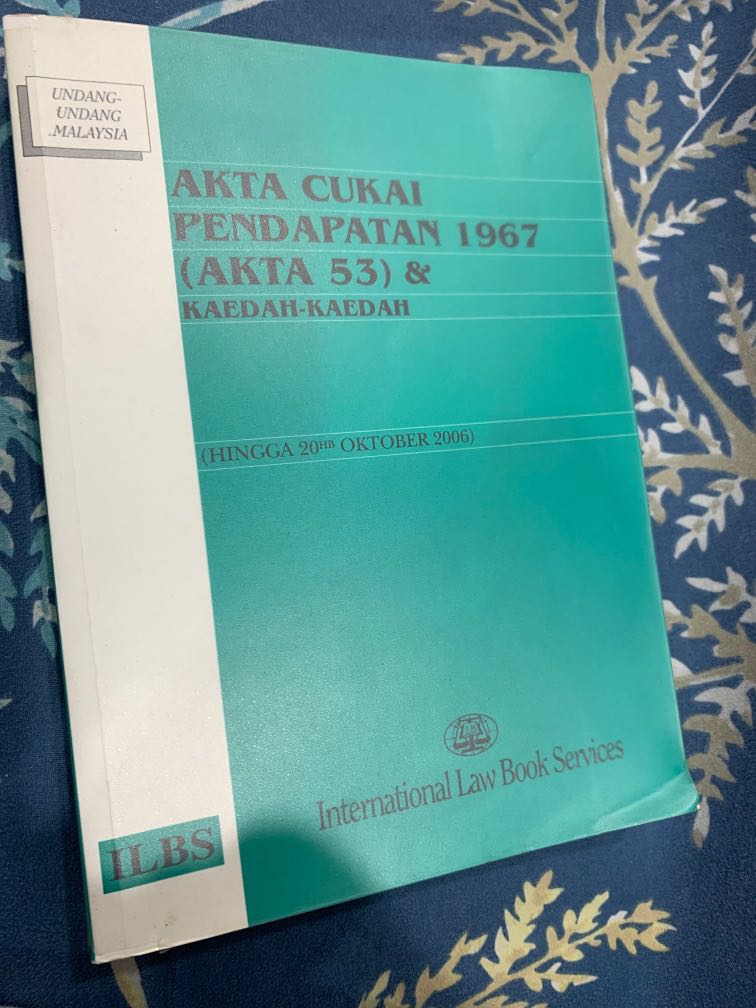 UNDANG-
UNDANG
MALAYSIA
AKTA CUKAI
PENDAPATAN 1967
(AKTA 53) &
KAEDAH-KAEDAH
(HINGGA 20HB OKTOBER 2006)
International Law Book Services
ILBS